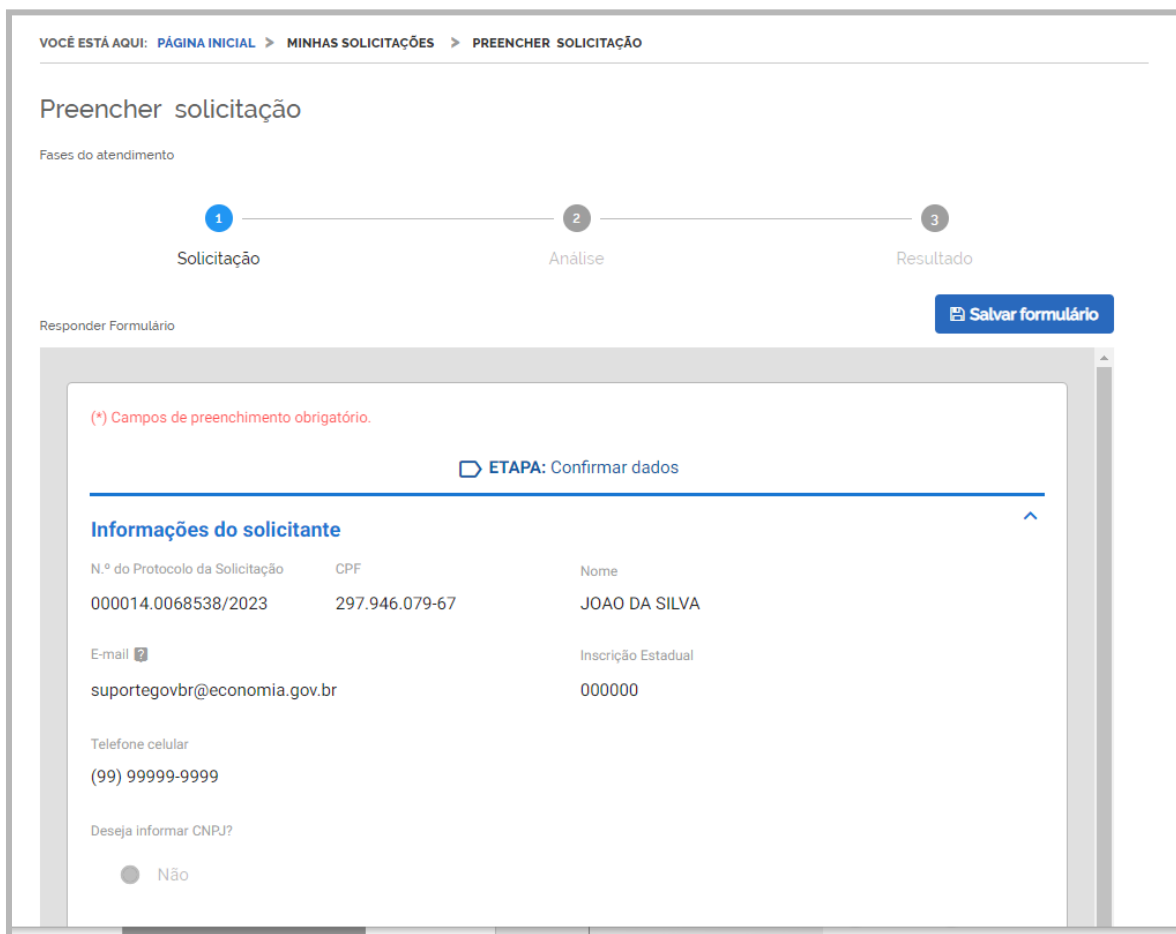 VOCÊ ESTÁ AQUI: PÁGINA INICIAL > MINHAS SOLICITAÇÕES > PREENCHER SOLICITAÇÃO
Preencher solicitação
Fases do atendimento
1 2 3
Solicitação Análise Resultado
Salvar formulário
Responder Formulário
(*) Campos de preenchimento obrigatório.
ETAPA: Confirmar dados
Informações do solicitante
N.º do Protocolo da Solicitação CPF Nome
000014.0068538/2023 297.946.079-67 JOAO DA SILVA
E-mail ? Inscrição Estadual
suportegovbr@economia.gov.br 000000
Telefone celular
(99) 99999-9999
Deseja informar CNPJ?
Não